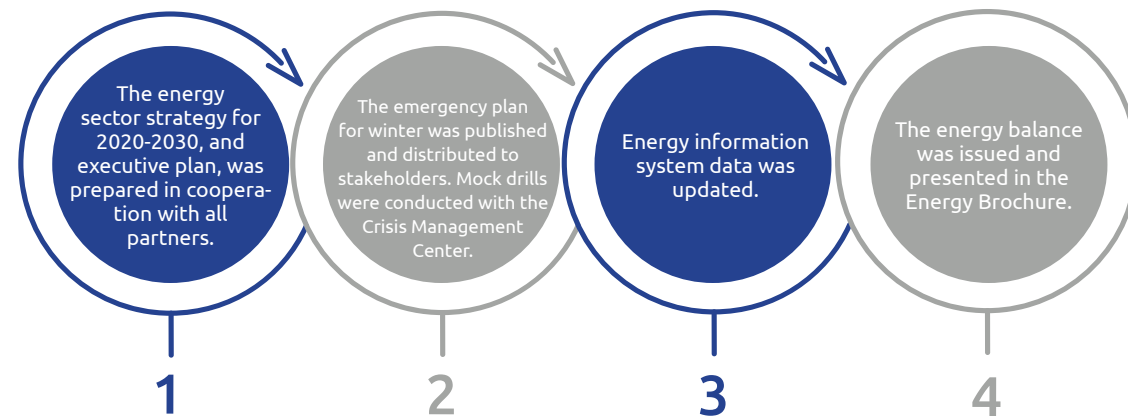 The energy
sector strategy for
2020-2030, and
executive plan, was
prepared in coopera-
tion with all
partners.
1
The emergency plan
for winter was published
and distributed to
stakeholders. Mock drills
were conducted with the
Crisis Management
Center.
2
Energy information
system data was
updated.
3
The energy balance
was issued and
presented in the
Energy Brochure.
4